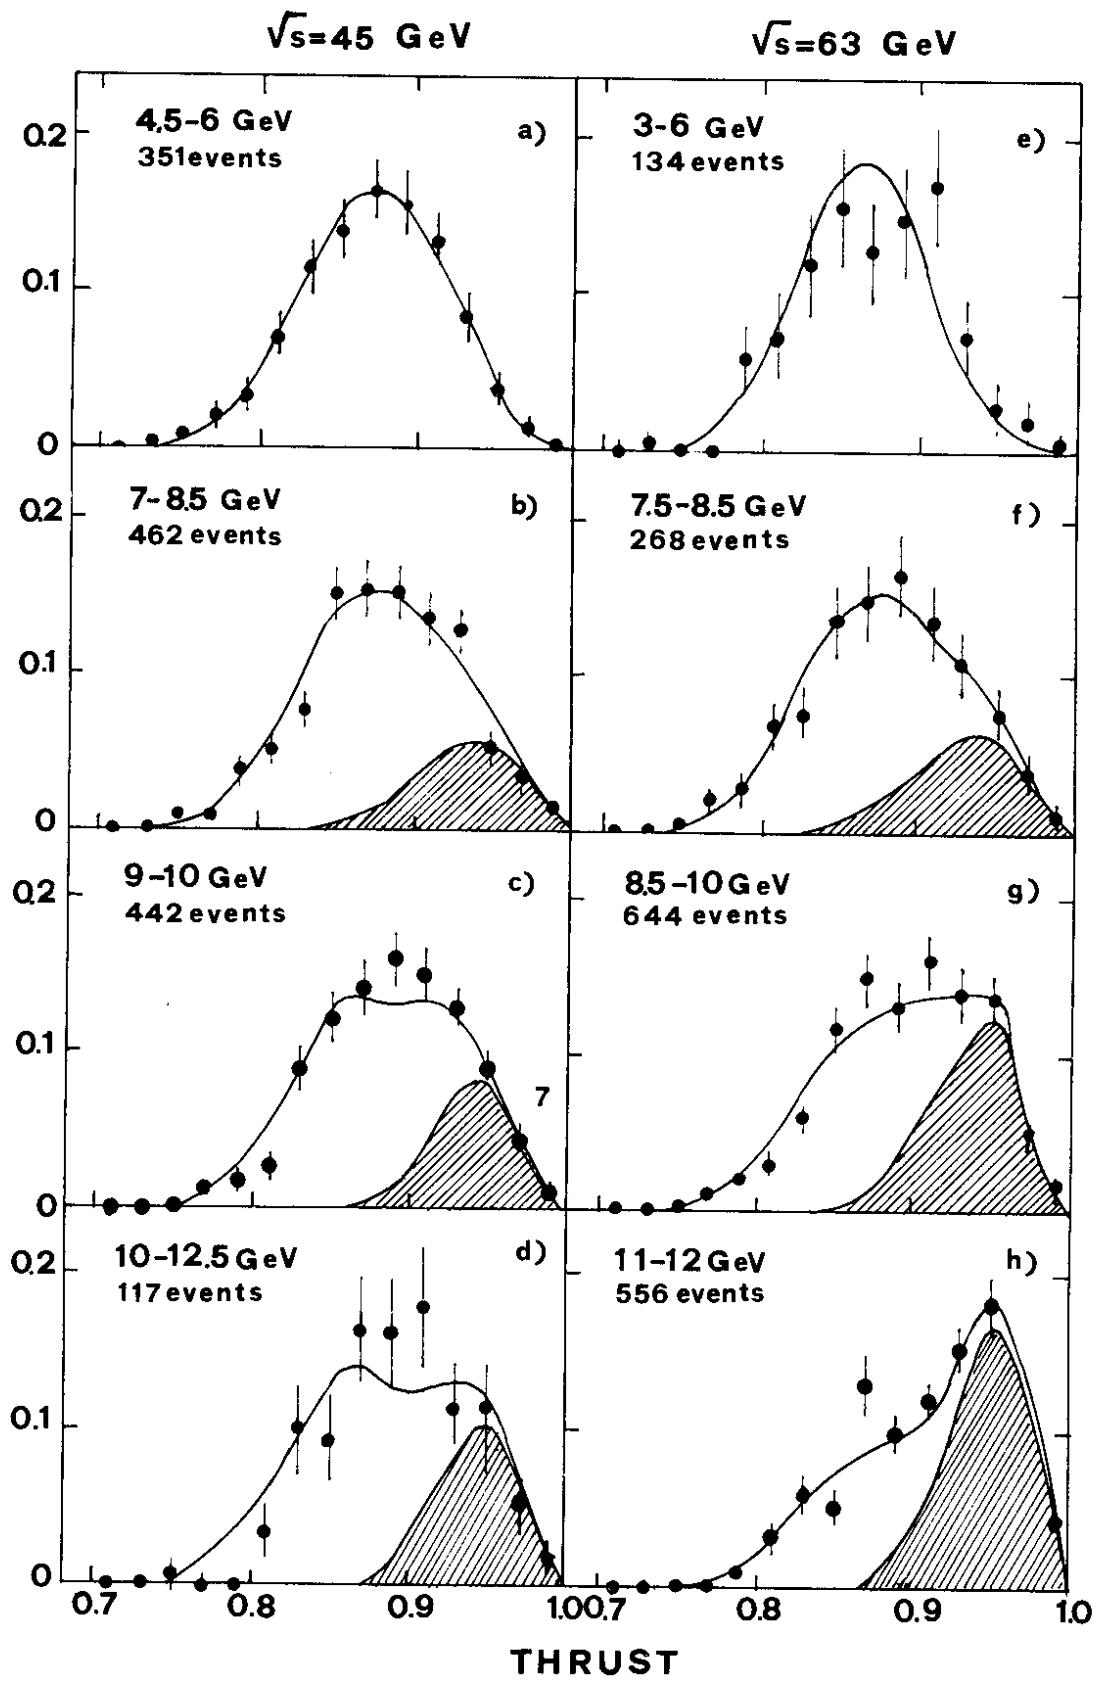 √s=45 GeV
√s=63 GeV
4.5-6 GeV
351events
a)
3-6 GeV
134 events
e)
0.2
0.1
0
7-8.5 GeV
462 events
b)
7.5-8.5 GeV
268 events
f)
0.2
0.1
0
9-10 GeV
442 events
c)
8.5-10 GeV
644 events
g)
0.2
0.1
7
0
10-12.5 GeV
117 events
d)
11-12 GeV
556 events
h)
0.2
0.1
0
0.7 0.8 0.9 1.0 0.7 0.8 0.9 1.0
THRUST